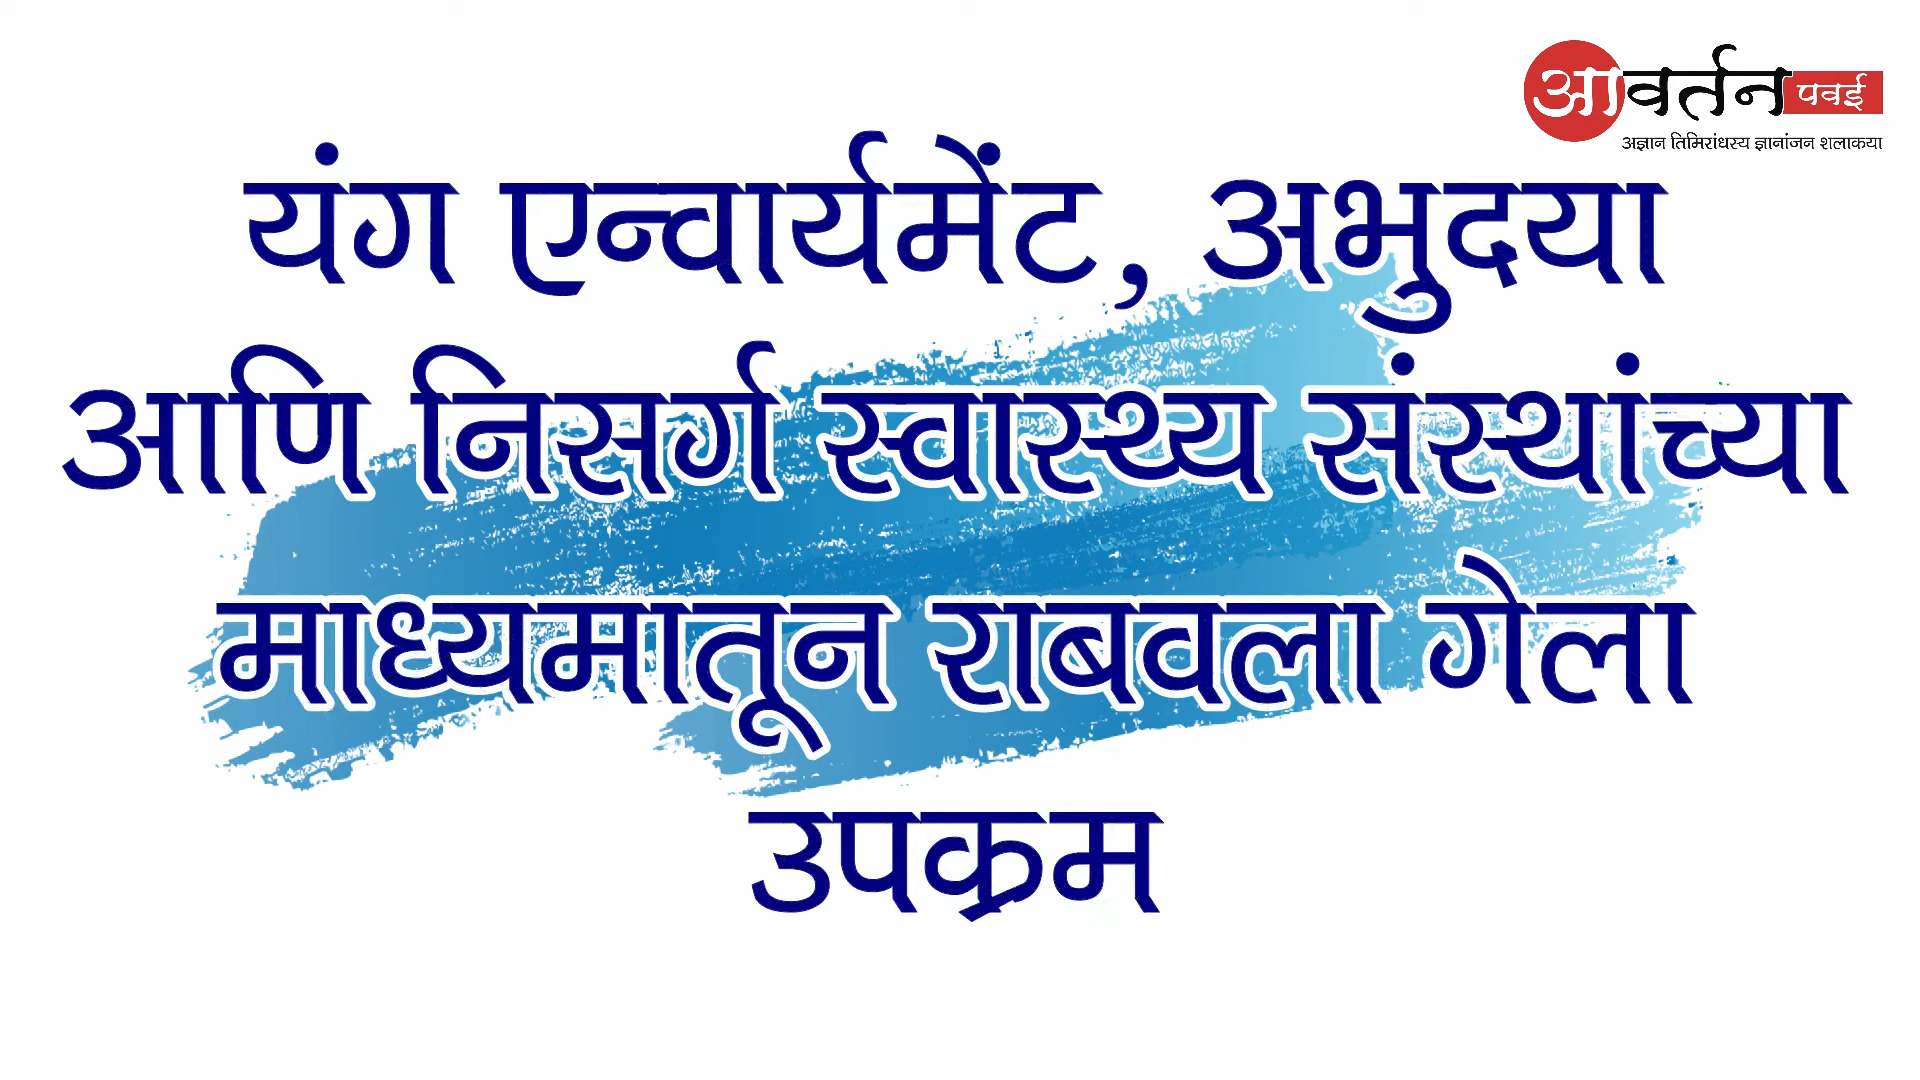 आवर्तन पवई
अज्ञान तिमिरांधस्य ज्ञानांजन शलाकया
यंग एन्वार्यमेंट, अभुदया
आणि निसर्ग स्वास्थ्य संस्थांच्या
माध्यमातून राबवला गेला
उपक्रम